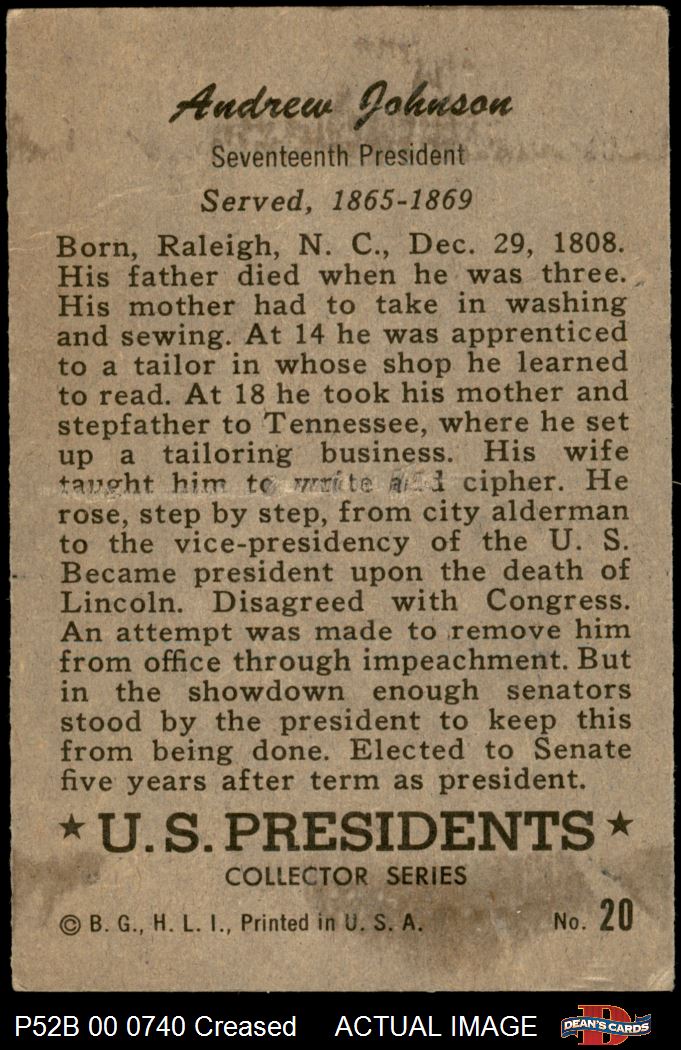 Andrew Johnson
Seventeenth President
Served, 1865-1869
Born, Raleigh, N. C., Dec. 29, 1808.
His father died when he was three.
His mother had to take in washing
and sewing. At 14 he was apprenticed
to a tailor in whose shop he learned
to read. At 18 he took his mother and
stepfather to Tennessee, where he set
up a tailoring business. His wife
taught him to write and cipher. He
rose, step by step, from city alderman
to the vice-presidency of the U. S.
Became president upon the death of
Lincoln. Disagreed with Congress.
An attempt was made to remove him
from office through impeachment. But
in the showdown enough senators
stood by the president to keep this
from being done. Elected to Senate
five years after term as president.
★ U. S. PRESIDENTS ★
COLLECTOR SERIES
© B. G., H. L. I., Printed in U. S. A. No. 20
P52B 00 0740 Creased ACTUAL IMAGE DEAN'S CARDS